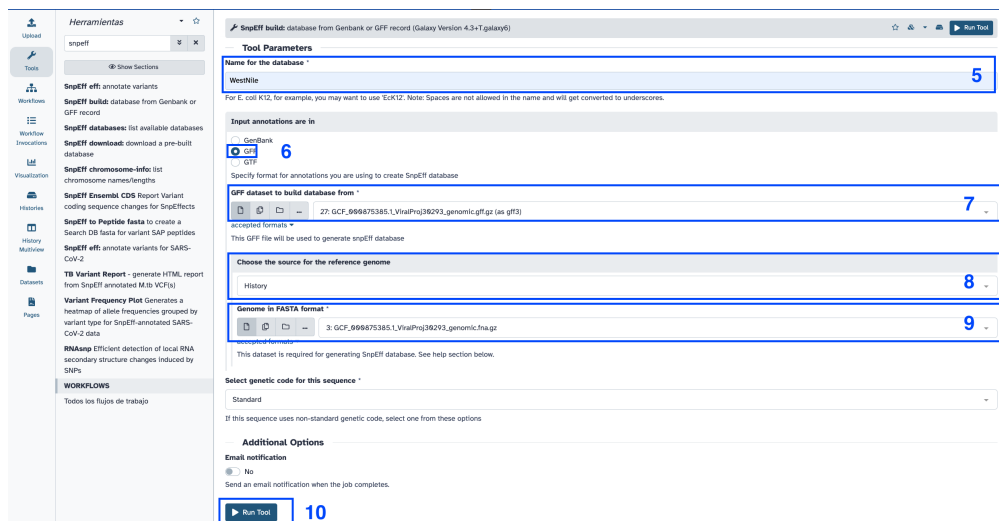 Upload
Tools
Workflows
Workflow
Invocations
Visualization
Histories
History
Multiview
Datasets
Pages
Herramientas
snpeff
Show Sections
SnpEff eff: annotate variants
SnpEff build: database from Genbank or
GFF record
SnpEff databases: list available databases
SnpEff download: download a pre-built
database
SnpEff chromosome-info: list
chromosome names/lengths
SnpEff Ensembl CDS Report Variant
coding sequence changes for SnpEffects
SnpEff to Peptide fasta to create a
Search DB fasta for variant SAP peptides
SnpEff eff: annotate variants for SARS-
CoV-2
TB Variant Report - generate HTML report
from SnpEff annotated M.tb VCF(s)
Variant Frequency Plot Generates a
heatmap of allele frequencies grouped by
variant type for SnpEff-annotated SARS-
CoV-2 data
RNAsnp Efficient detection of local RNA
secondary structure changes induced by
SNPs
WORKFLOWS
Todos los flujos de trabajo
SnpEff build: database from Genbank or GFF record (Galaxy Version 4.3+T.galaxy6)
Run Tool
Tool Parameters
Name for the database *
WestNile
5
For E. coli K12, for example, you may want to use 'EcK12'. Note: Spaces are not allowed in the name and will get converted to underscores.
Input annotations are in
GenBank
GFF
6
GTF
Specify format for annotations you are using to create SnpEff database
GFF dataset to build database from *
27: GCF_000875385.1_ViralProj30293_genomic.gff.gz (as gff3)
7
accepted formats
This GFF file will be used to generate snpEff database
Choose the source for the reference genome
History
8
Genome in FASTA format *
3: GCF_000875385.1_ViralProj30293_genomic.fna.gz
9
accepted formats
This dataset is required for generating SnpEff database. See help section below.
Select genetic code for this sequence *
Standard
If this sequence uses non-standard genetic code, select one from these options
Additional Options
Email notification
No
Send an email notification when the job completes.
Run Tool
10